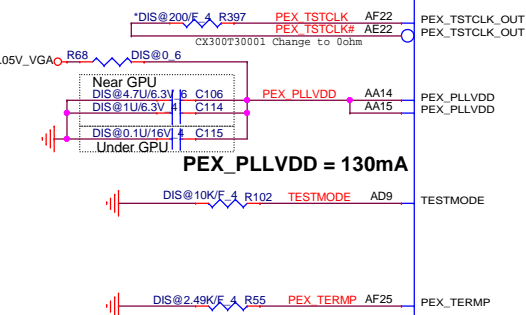 *DIS@200/F_4 R397 PEX_TSTCLK AF22 PEX_TSTCLK_OUT
PEX_TSTCLK# AE22 PEX_TSTCLK_OUT
CX300T30001 Change to 0ohm
.05V_VGA R68 DIS@0_6
Near GPU
DIS@4.7U/6.3V_6 C106 PEX_PLLVDD AA14 PEX_PLLVDD
DIS@1U/6.3V_4 C114 AA15 PEX_PLLVDD
DIS@0.1U/16V_4 C115
Under GPU
PEX_PLLVDD = 130mA
DIS@10K/F_4 R102 TESTMODE AD9 TESTMODE
DIS@2.49K/F_4 R55 PEX_TERMP AF25 PEX_TERMP